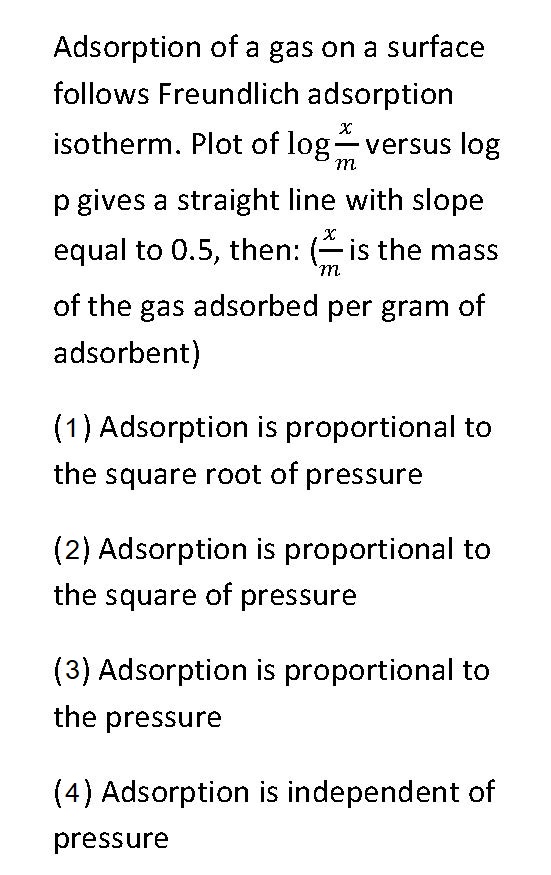 Adsorption of a gas on a surface
follows Freundlich adsorption
isotherm. Plot of log x/m versus log
p gives a straight line with slope
equal to 0.5, then: (x/m is the mass
of the gas adsorbed per gram of
adsorbent)
(1) Adsorption is proportional to
the square root of pressure
(2) Adsorption is proportional to
the square of pressure
(3) Adsorption is proportional to
the pressure
(4) Adsorption is independent of
pressure